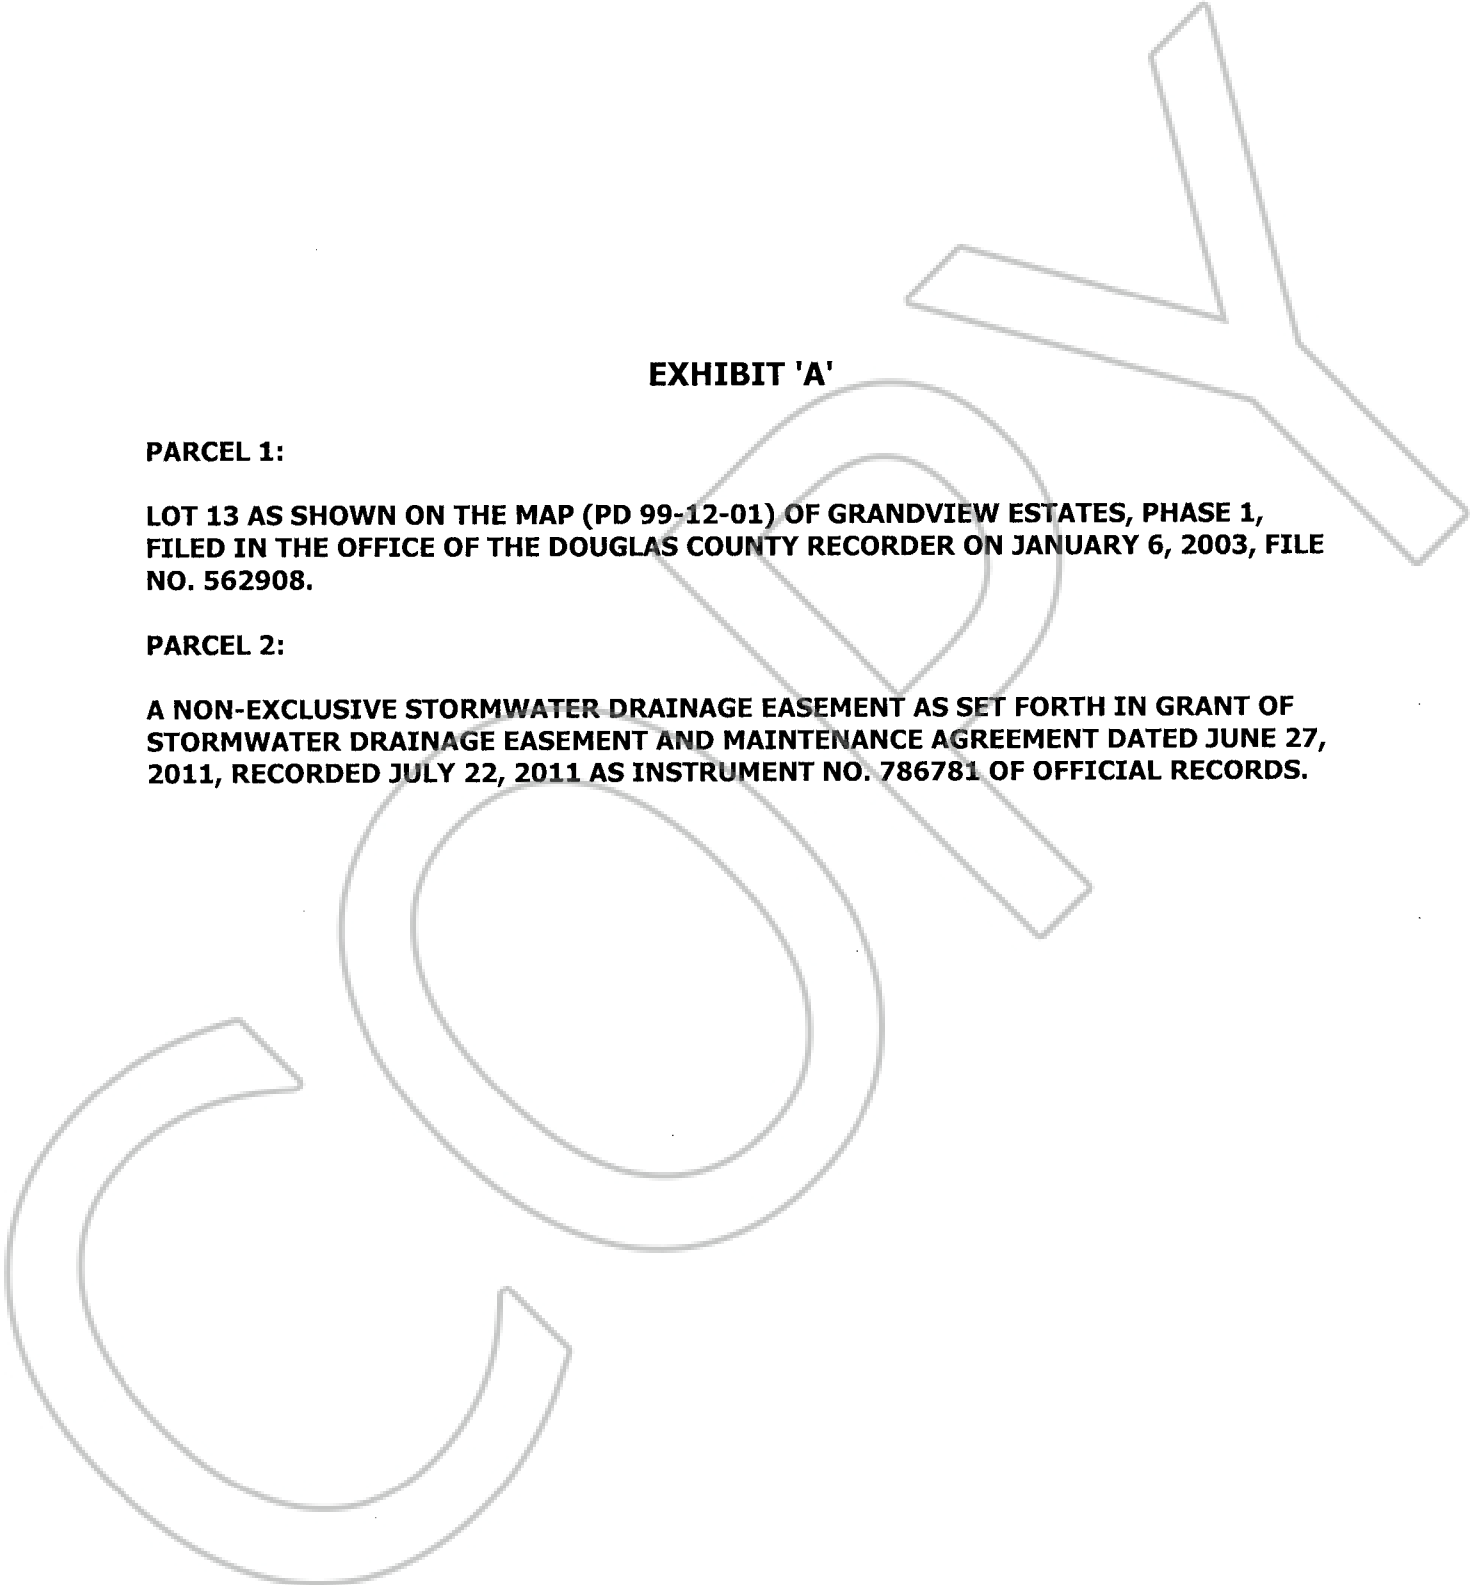 EXHIBIT 'A'
PARCEL 1:
LOT 13 AS SHOWN ON THE MAP (PD 99-12-01) OF GRANDVIEW ESTATES, PHASE 1,
FILED IN THE OFFICE OF THE DOUGLAS COUNTY RECORDER ON JANUARY 6, 2003, FILE
NO. 562908.
PARCEL 2:
A NON-EXCLUSIVE STORMWATER DRAINAGE EASEMENT AS SET FORTH IN GRANT OF
STORMWATER DRAINAGE EASEMENT AND MAINTENANCE AGREEMENT DATED JUNE 27,
2011, RECORDED JULY 22, 2011 AS INSTRUMENT NO. 786781 OF OFFICIAL RECORDS.
COPY